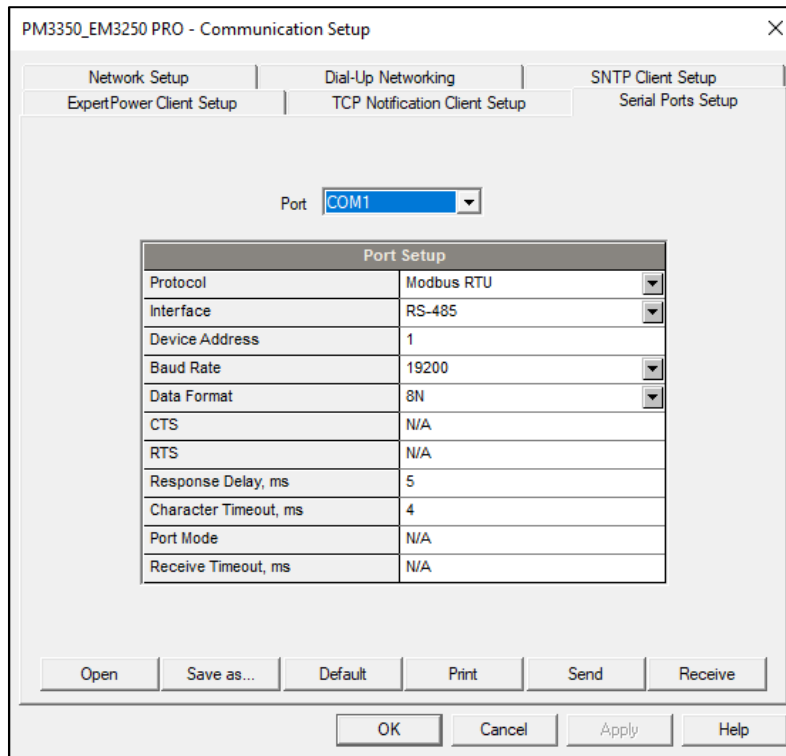 PM3350_EM3250 PRO - Communication Setup
Network Setup Dial-Up Networking SNTP Client Setup
ExpertPower Client Setup TCP Notification Client Setup Serial Ports Setup
Port COM1
Port Setup
Protocol Modbus RTU
Interface RS-485
Device Address 1
Baud Rate 19200
Data Format 8N
CTS N/A
RTS N/A
Response Delay, ms 5
Character Timeout, ms 4
Port Mode N/A
Receive Timeout, ms N/A
Open Save as... Default Print Send Receive
OK Cancel Apply Help